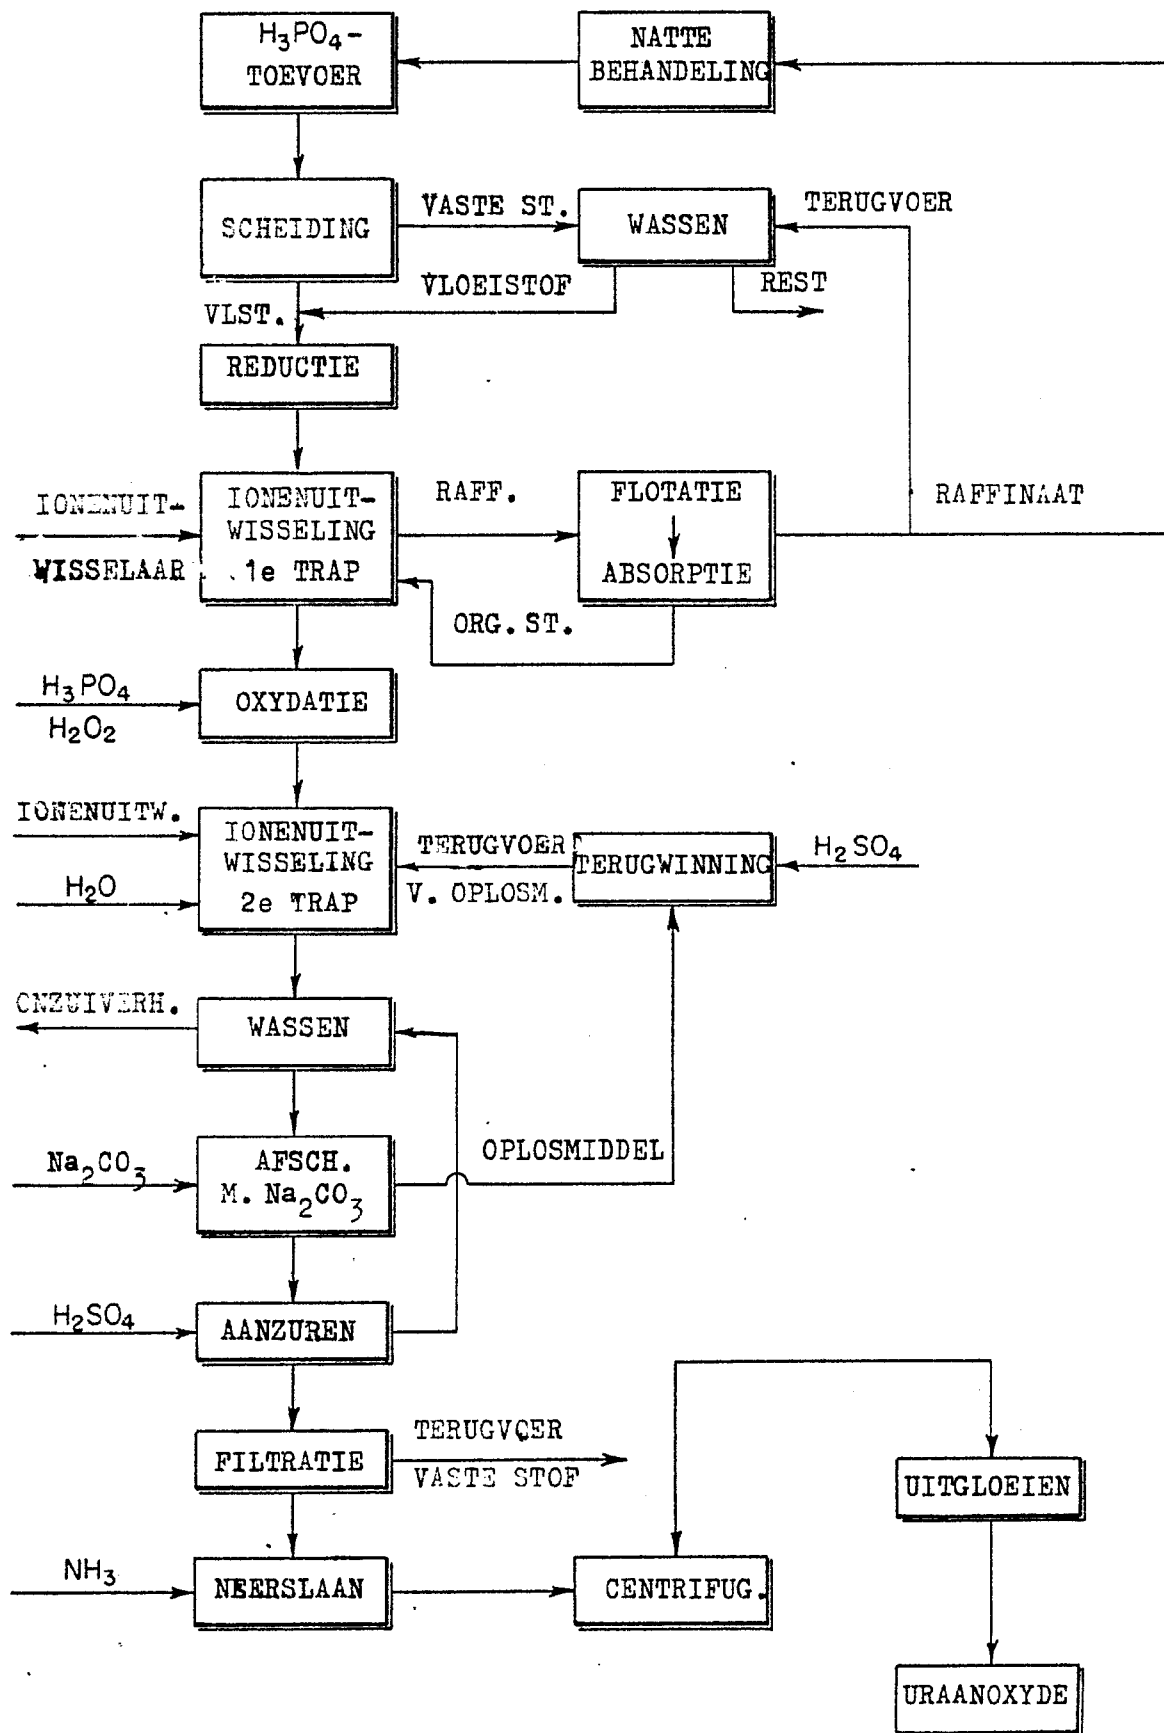 H3PO4-
TOEVOER
NATTE
BEHANDELING
SCHEIDING
VASTE ST.
WASSEN
TERUGVOER
VLOEISTOF
REST
VLST.
REDUCTIE
IONENUIT-
WISSELAAR
IONENUIT-
WISSELING
1e TRAP
RAFF.
FLOTATIE
ABSORPTIE
RAFFINAAT
ORG. ST.
H3PO4
H2O2
OXYDATIE
IONENUITW.
H2O
IONENUIT-
WISSELING
2e TRAP
TERUGVOER
V. OPLOSM.
TERUGWINNING
H2SO4
ONZUIVERH.
WASSEN
Na2CO3
AFSCH.
M. Na2CO3
OPLOSMIDDEL
H2SO4
AANZUREN
FILTRATIE
TERUGVOER
VASTE STOF
UITGLOEIEN
NH3
NEERSLAAN
CENTRIFUG.
URAANOXYDE